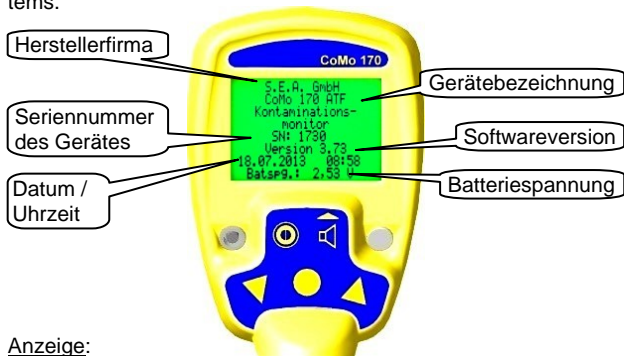 tems.
Herstellerfirma
CoMo 170
S.E.A. GmbH
CoMo 170 ATF
Kontaminations-
monitor
SN: 1730
Version 3.73
18.07.2013 08:58
Batspg.: 2,53 V
Gerätebezeichnung
Seriennummer
des Gerätes
Softwareversion
Datum /
Uhrzeit
Batteriespannung
Anzeige: